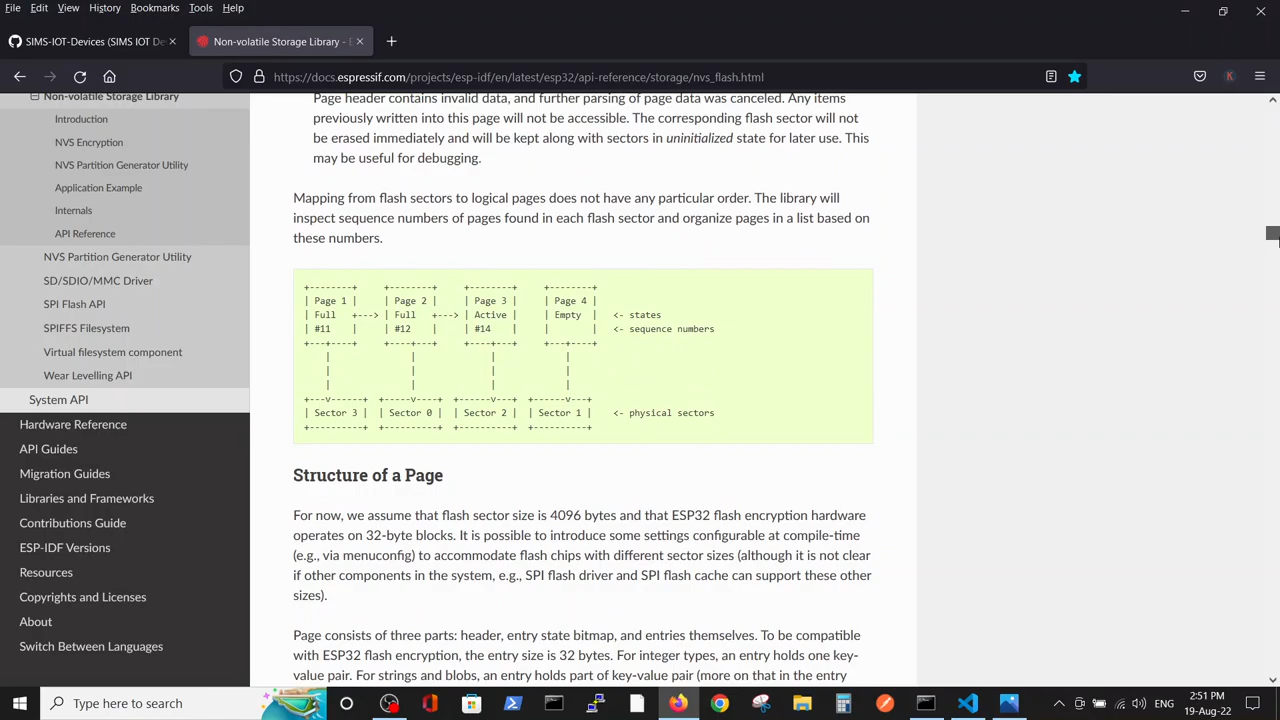 File Edit View History Bookmarks Tools Help
SIMS-IOT-Devices (SIMS IOT De
Non-volatile Storage Library - E
https://docs.espressif.com/projects/esp-idf/en/latest/esp32/api-reference/storage/nvs_flash.html
K
Non-volatile Storage Library
Introduction
NVS Encryption
NVS Partition Generator Utility
Application Example
Internals
API Reference
NVS Partition Generator Utility
SD/SDIO/MMC Driver
SPI Flash API
SPIFFS Filesystem
Virtual filesystem component
Wear Levelling API
System API
Hardware Reference
API Guides
Migration Guides
Libraries and Frameworks
Contributions Guide
ESP-IDF Versions
Resources
Copyrights and Licenses
About
Switch Between Languages
Page header contains invalid data, and further parsing of page data was canceled. Any items
previously written into this page will not be accessible. The corresponding flash sector will not
be erased immediately and will be kept along with sectors in uninitialized state for later use. This
may be useful for debugging.
Mapping from flash sectors to logical pages does not have any particular order. The library will
inspect sequence numbers of pages found in each flash sector and organize pages in a list based on
these numbers.
+--------+     +--------+     +--------+     +--------+
| Page 1 |     | Page 2 |     | Page 3 |     | Page 4 |
| Full   +---> | Full   +---> | Active |     | Empty  |   <- states
| #11    |     | #12    |     | #14    |     |        |   <- sequence numbers
+---+----+     +----+---+     +----+---+     +---+----+
|               |              |             |
|               |              |             |
|               |              |             |
+---v------+  +-----v----+  +------v---+  +------v---+
| Sector 3 |  | Sector 0 |  | Sector 2 |  | Sector 1 |    <- physical sectors
+----------+  +----------+  +----------+  +----------+
Structure of a Page
For now, we assume that flash sector size is 4096 bytes and that ESP32 flash encryption hardware
operates on 32-byte blocks. It is possible to introduce some settings configurable at compile-time
(e.g., via menuconfig) to accommodate flash chips with different sector sizes (although it is not clear
if other components in the system, e.g., SPI flash driver and SPI flash cache can support these other
sizes).
Page consists of three parts: header, entry state bitmap, and entries themselves. To be compatible
with ESP32 flash encryption, the entry size is 32 bytes. For integer types, an entry holds one key-
value pair. For strings and blobs, an entry holds part of key-value pair (more on that in the entry
Type here to search
ENG
2:51 PM
19-Aug-22